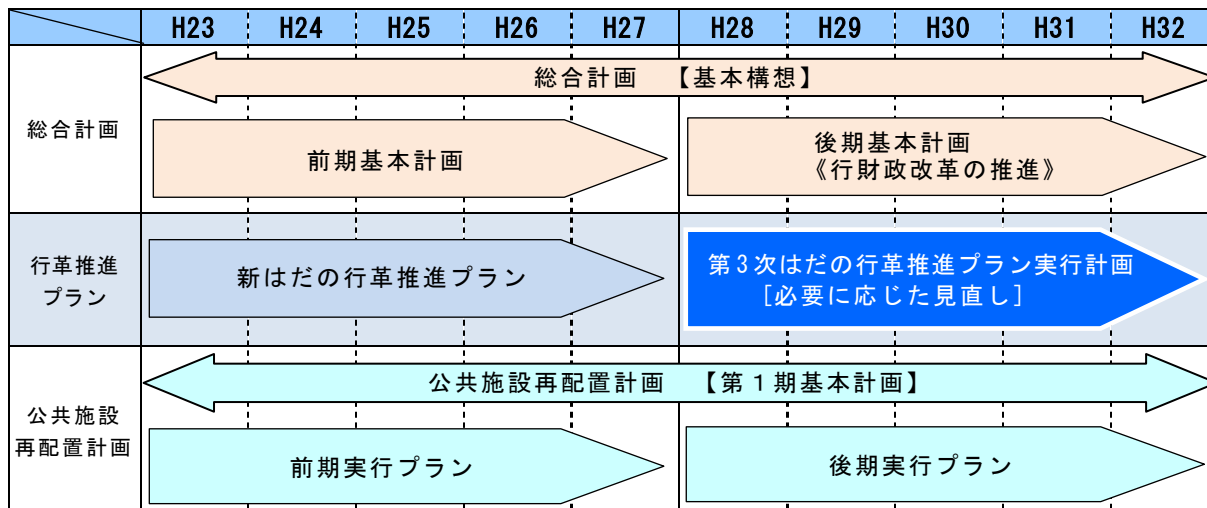 H23 H24 H25 H26 H27 H28 H29 H30 H31 H32
総合計画
総合計画　【基本構想】
前期基本計画
後期基本計画
《行財政改革の推進》
行革推進
プラン
新はだの行革推進プラン
第３次はだの行革推進プラン実行計画
[必要に応じた見直し]
公共施設
再配置計画
公共施設再配置計画　【第１期基本計画】
前期実行プラン
後期実行プラン